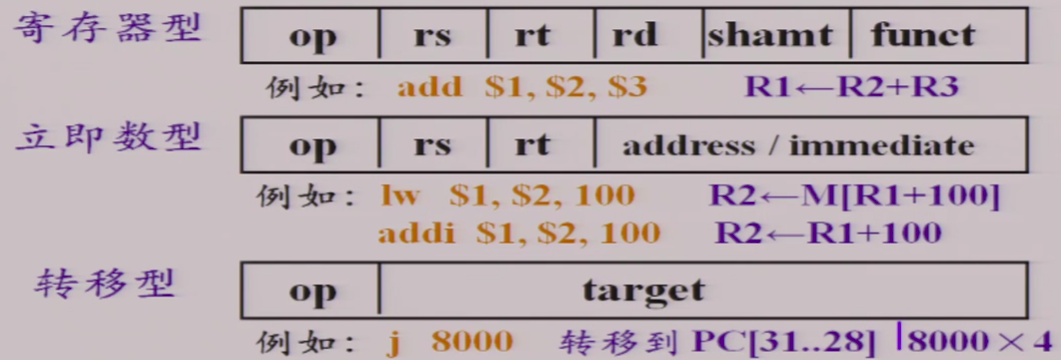 寄存器型 op rs rt rd shamt funct
例如: add $1, $2, $3 R1←R2+R3
立即数型 op rs rt address / immediate
例如: lw $1, $2, 100 R2←M[R1+100]
addi $1, $2, 100 R2←R1+100
转移型 op target
例如: j 8000 转移到 PC[31..28] |8000×4